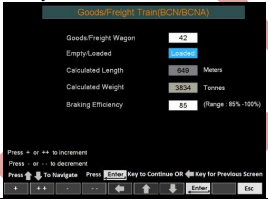 Goods/Freight Train(BCN/BCNA)
Goods/Freight Wagon 42
Empty/Loaded Loaded
Calculated Length 649 Meters
Calculated Weight 3834 Tonnes
Braking Efficiency 85 (Range : 85% -100%)
Press + or ++ to increment
Press - or -- to decrement
Press To Navigate Press Enter Key to Continue OR Key for Previous Screen
+ ++ - -- Enter Esc